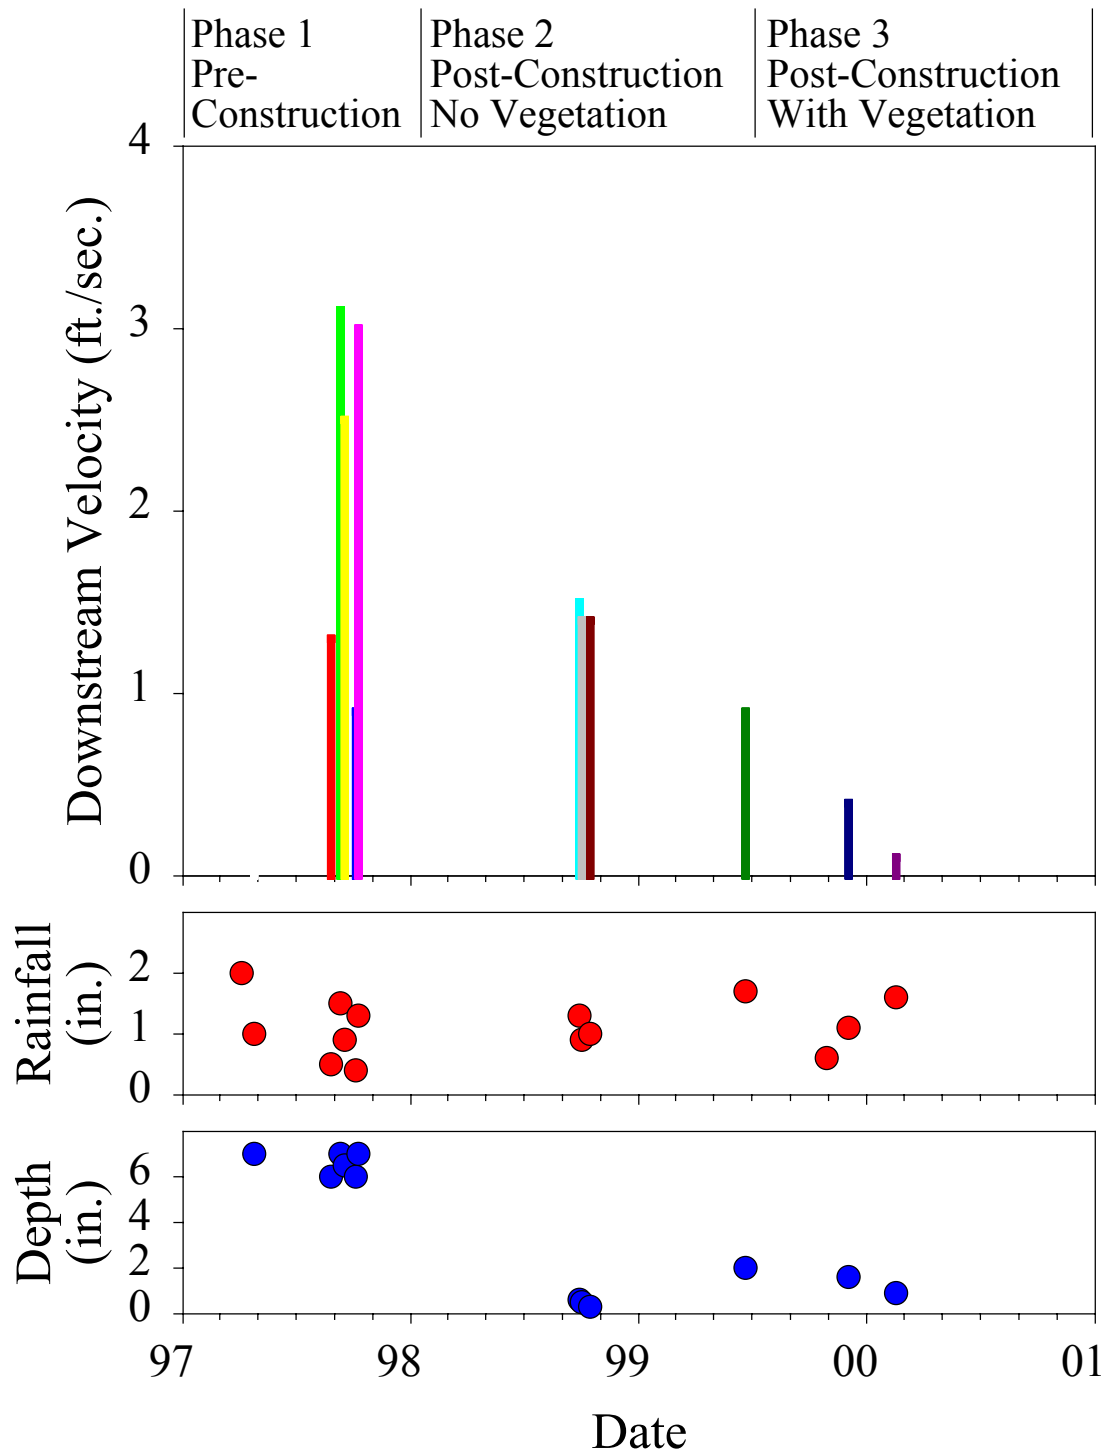 Phase 1
Pre-
Construction
Phase 2
Post-Construction
No Vegetation
Phase 3
Post-Construction
With Vegetation
Downstream Velocity (ft./sec.)
4
3
2
1
0
Rainfall
(in.)
2
1
0
Depth
(in.)
6
4
2
0
97 98 99 00 01
Date